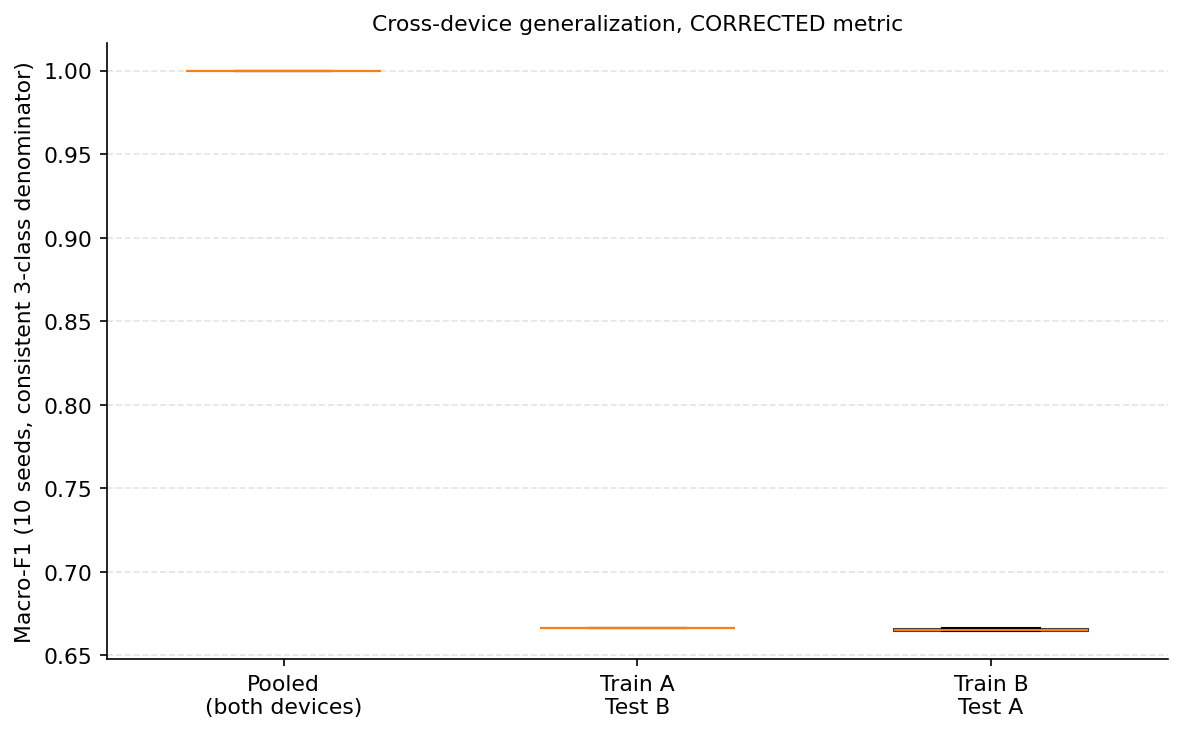 Cross-device generalization, CORRECTED metric
Macro-F1 (10 seeds, consistent 3-class denominator)
1.00
0.95
0.90
0.85
0.80
0.75
0.70
0.65
Pooled
(both devices)
Train A
Test B
Train B
Test A